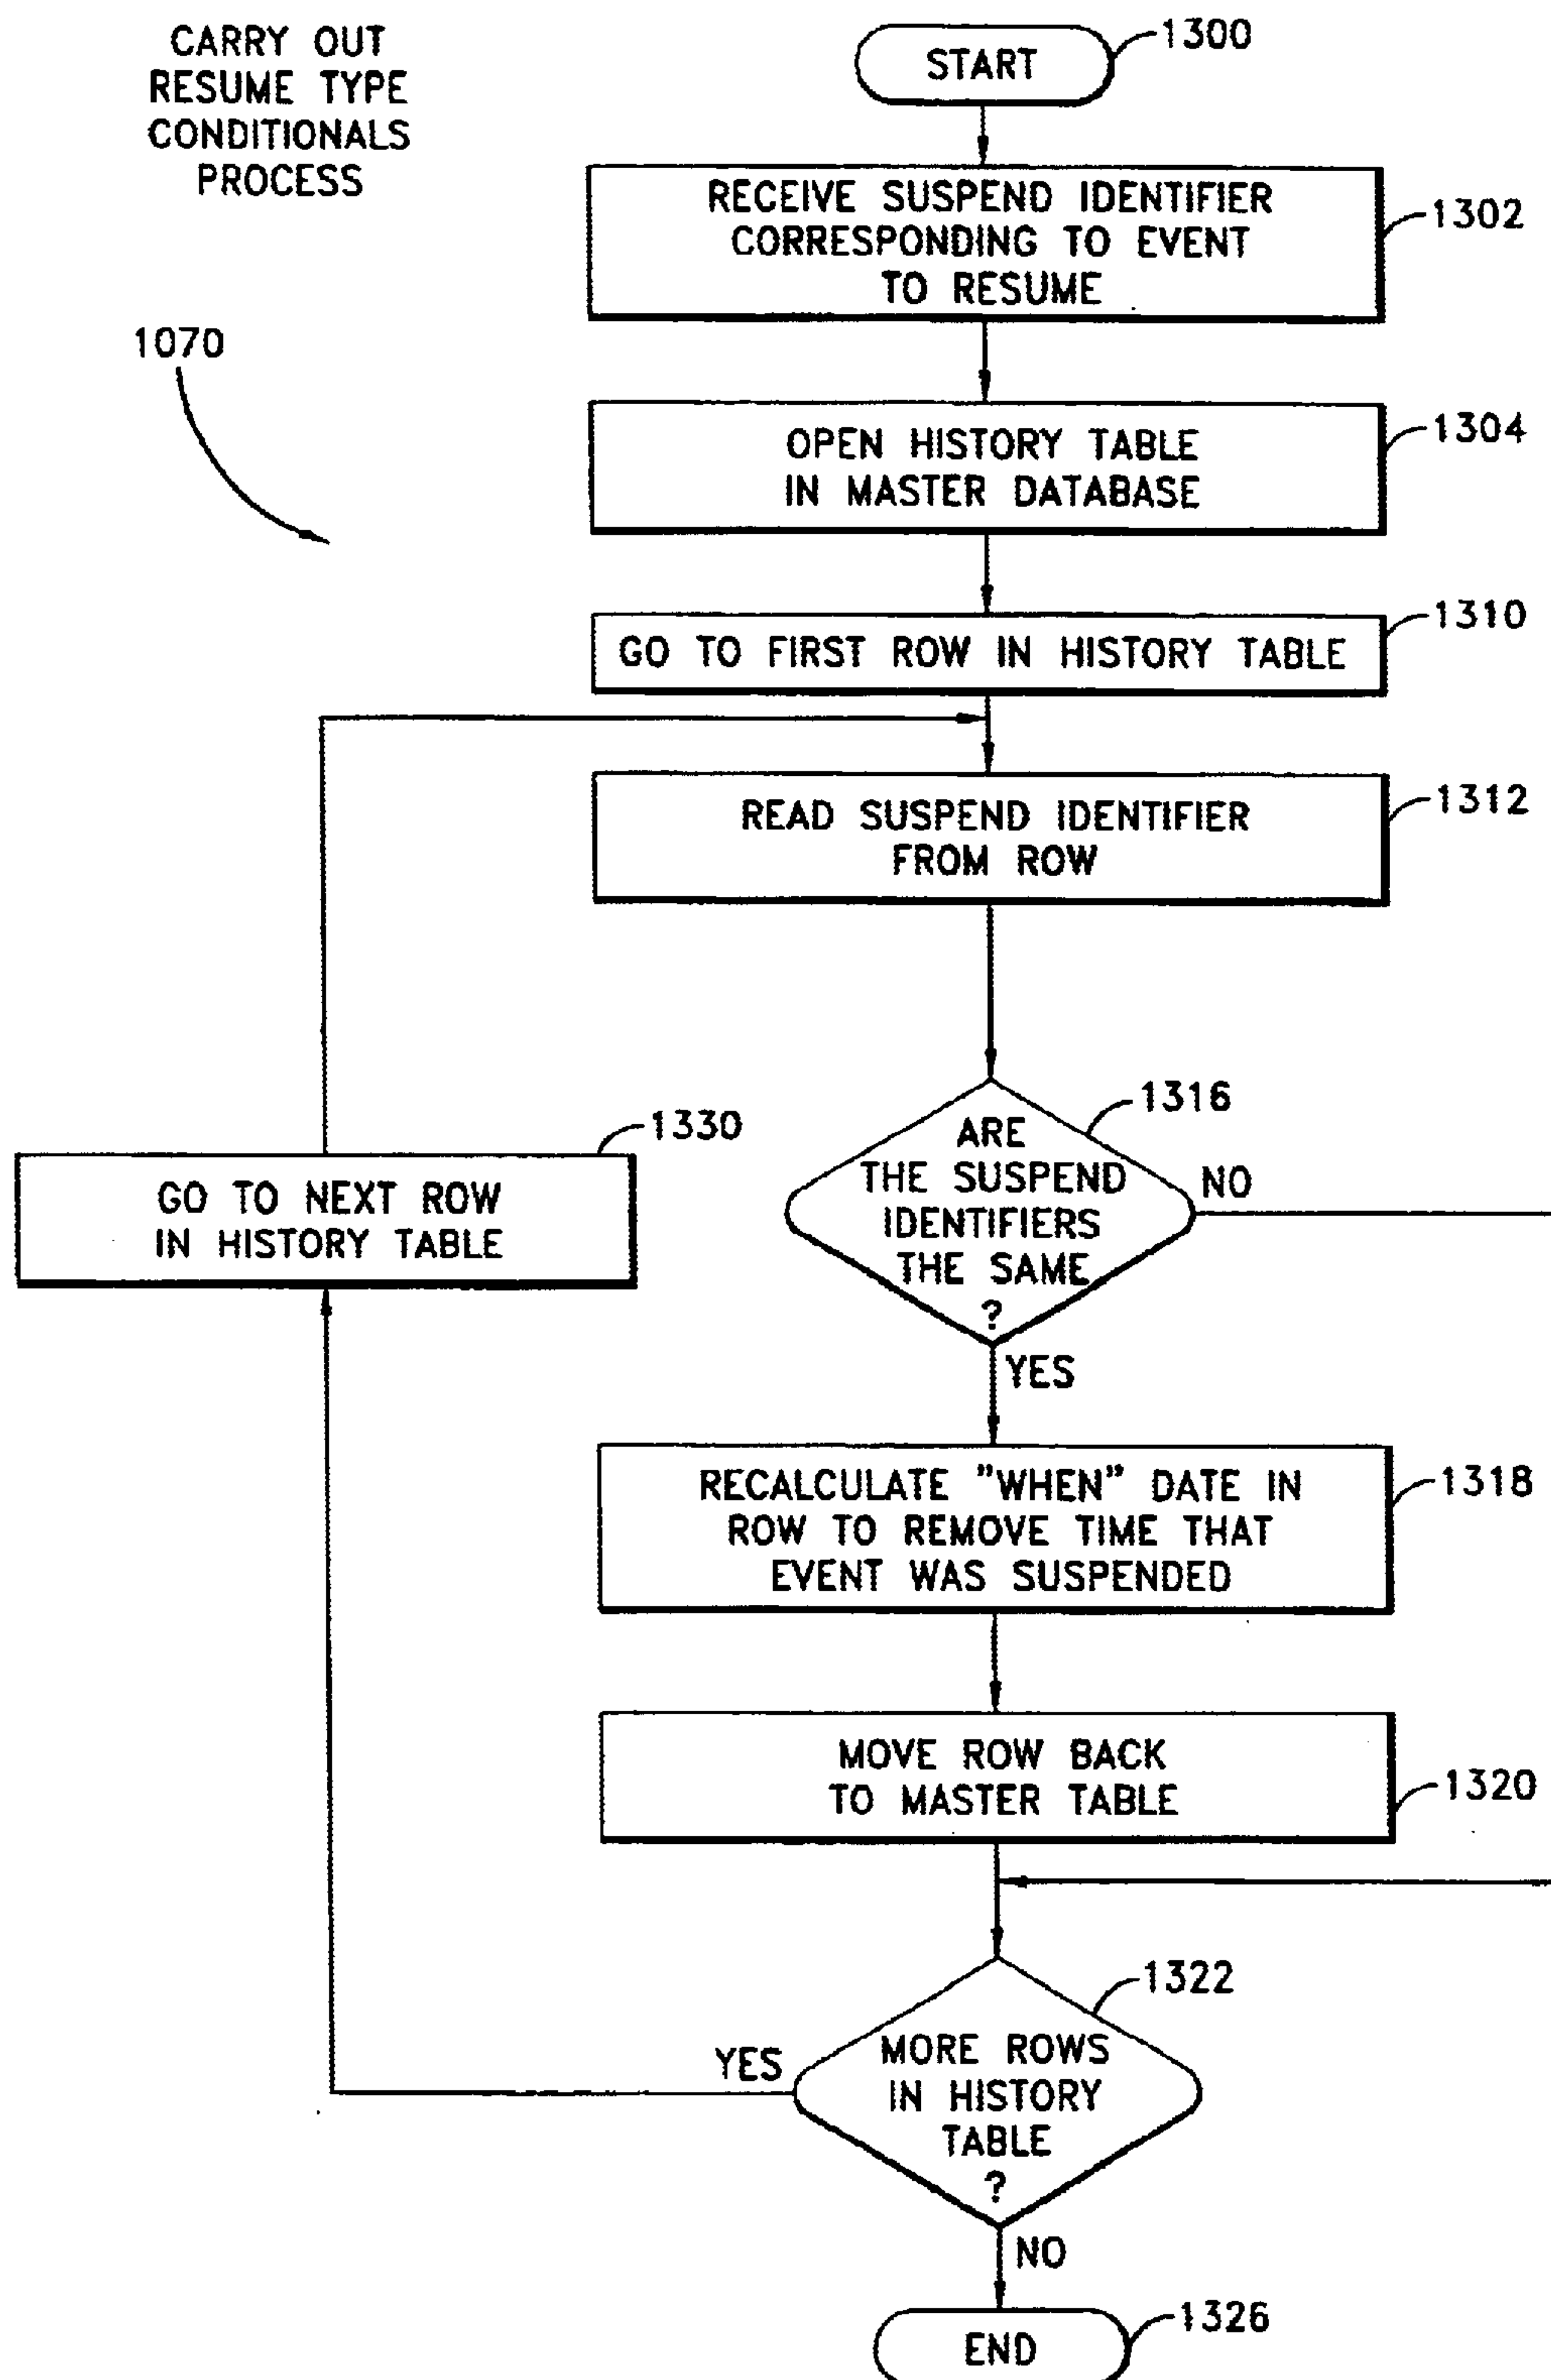 CARRY OUT
RESUME TYPE
CONDITIONALS
PROCESS
START
1300
RECEIVE SUSPEND IDENTIFIER
CORRESPONDING TO EVENT
TO RESUME
1302
1070
OPEN HISTORY TABLE
IN MASTER DATABASE
1304
GO TO FIRST ROW IN HISTORY TABLE
1310
READ SUSPEND IDENTIFIER
FROM ROW
1312
ARE
THE SUSPEND
IDENTIFIERS
THE SAME
?
1316
NO
YES
GO TO NEXT ROW
IN HISTORY TABLE
1330
RECALCULATE "WHEN" DATE IN
ROW TO REMOVE TIME THAT
EVENT WAS SUSPENDED
1318
MOVE ROW BACK
TO MASTER TABLE
1320
MORE ROWS
IN HISTORY
TABLE
?
1322
YES
NO
END
1326